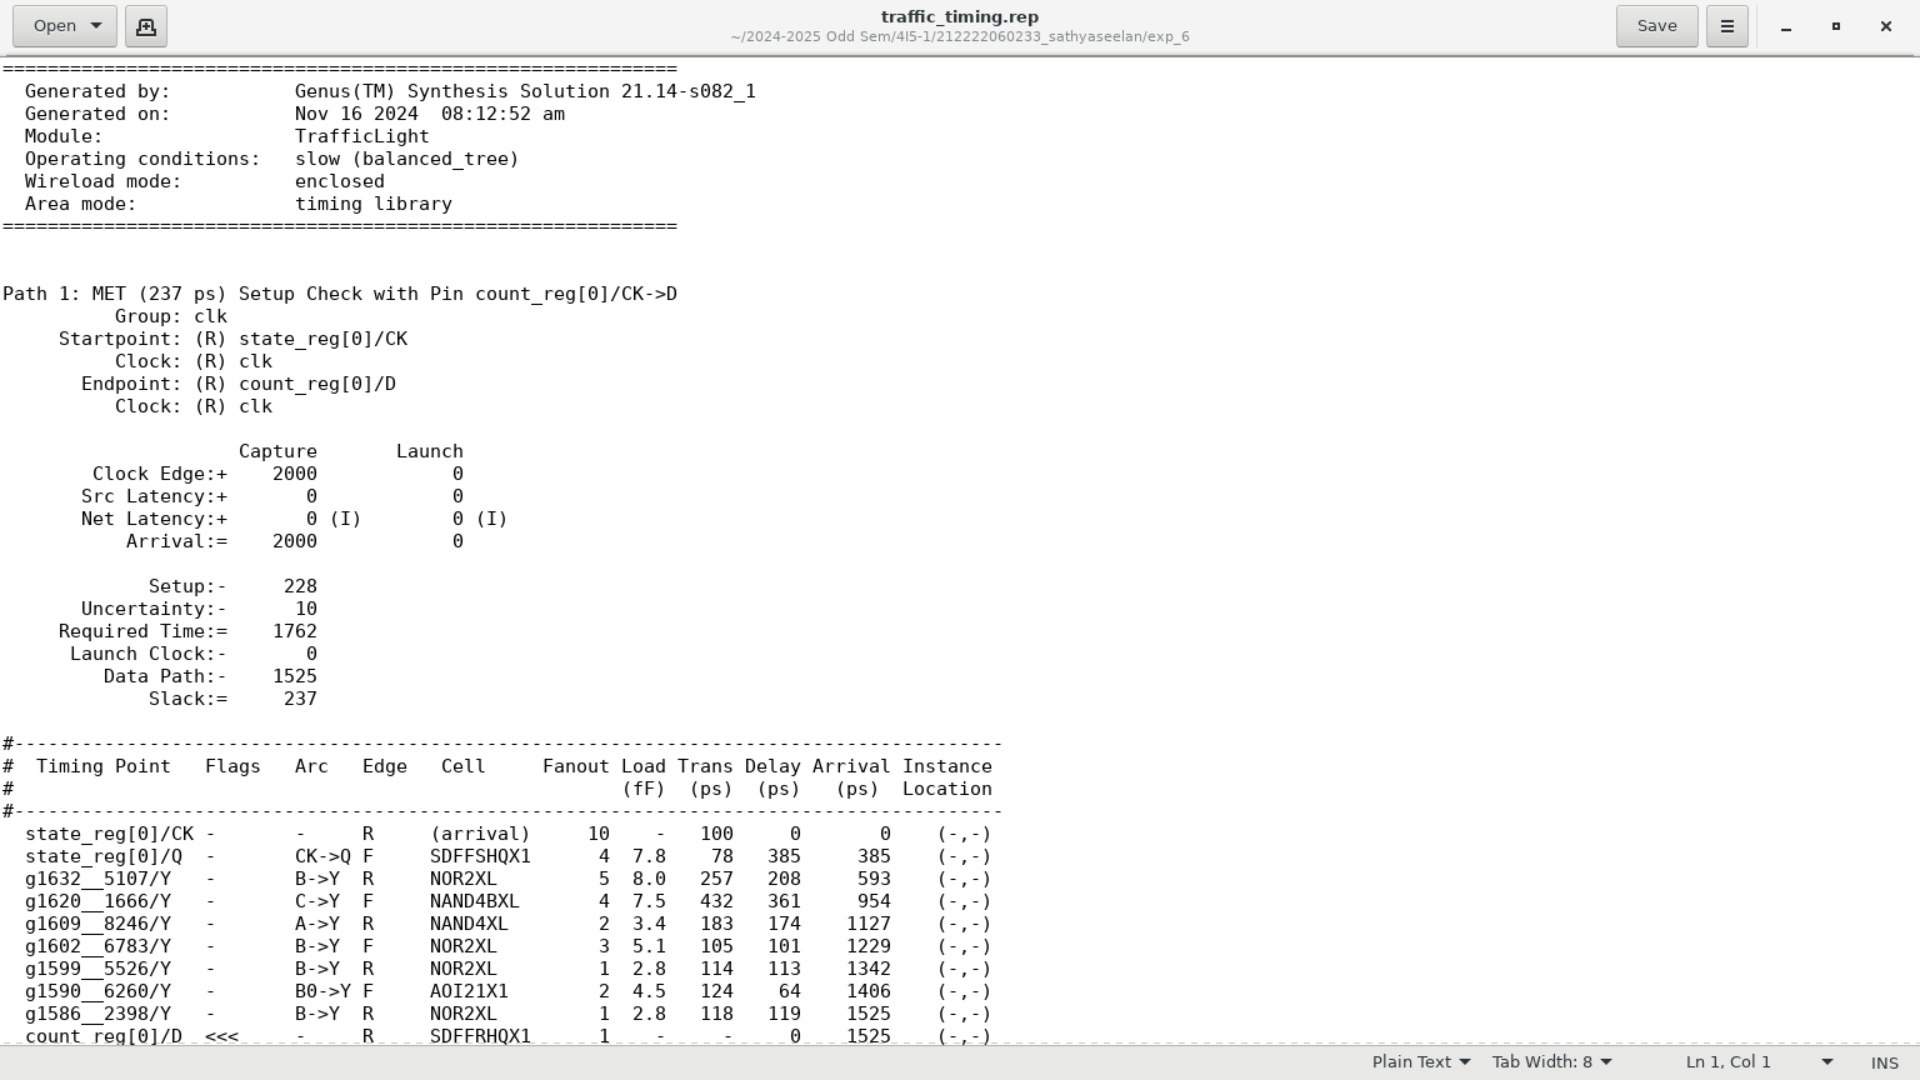 Open
traffic_timing.rep
~/2024-2025 Odd Sem/4I5-1/212222060233_sathyaseelan/exp_6
Save
============================================================
  Generated by:           Genus(TM) Synthesis Solution 21.14-s082_1
  Generated on:           Nov 16 2024  08:12:52 am
  Module:                 TrafficLight
  Operating conditions:   slow (balanced_tree)
  Wireload mode:          enclosed
  Area mode:              timing library
============================================================
Path 1: MET (237 ps) Setup Check with Pin count_reg[0]/CK->D
          Group: clk
     Startpoint: (R) state_reg[0]/CK
          Clock: (R) clk
       Endpoint: (R) count_reg[0]/D
          Clock: (R) clk
                     Capture       Launch
        Clock Edge:+    2000            0
       Src Latency:+       0            0
       Net Latency:+       0 (I)        0 (I)
           Arrival:=    2000            0
             Setup:-     228
       Uncertainty:-      10
     Required Time:=    1762
      Launch Clock:-       0
         Data Path:-    1525
             Slack:=     237
#----------------------------------------------------------------------------------------
#  Timing Point   Flags   Arc   Edge   Cell     Fanout Load Trans Delay Arrival Instance
#                                                      (fF)  (ps)  (ps)   (ps)  Location
#----------------------------------------------------------------------------------------
  state_reg[0]/CK -       -     R     (arrival)     10    -   100     0       0    (-,-)
  state_reg[0]/Q  -       CK->Q F     SDFFSHQX1      4  7.8    78   385     385    (-,-)
  g1632__5107/Y   -       B->Y  R     NOR2XL         5  8.0   257   208     593    (-,-)
  g1620__1666/Y   -       C->Y  F     NAND4BXL       4  7.5   432   361     954    (-,-)
  g1609__8246/Y   -       A->Y  R     NAND4XL        2  3.4   183   174    1127    (-,-)
  g1602__6783/Y   -       B->Y  F     NOR2XL         3  5.1   105   101    1229    (-,-)
  g1599__5526/Y   -       B->Y  R     NOR2XL         1  2.8   114   113    1342    (-,-)
  g1590__6260/Y   -       B0->Y F     AOI21X1        2  4.5   124    64    1406    (-,-)
  g1586__2398/Y   -       B->Y  R     NOR2XL         1  2.8   118   119    1525    (-,-)
  count_reg[0]/D  <<<     -     R     SDFFRHQX1      1    -     -     0    1525    (-,-)
Plain Text
Tab Width: 8
Ln 1, Col 1
INS